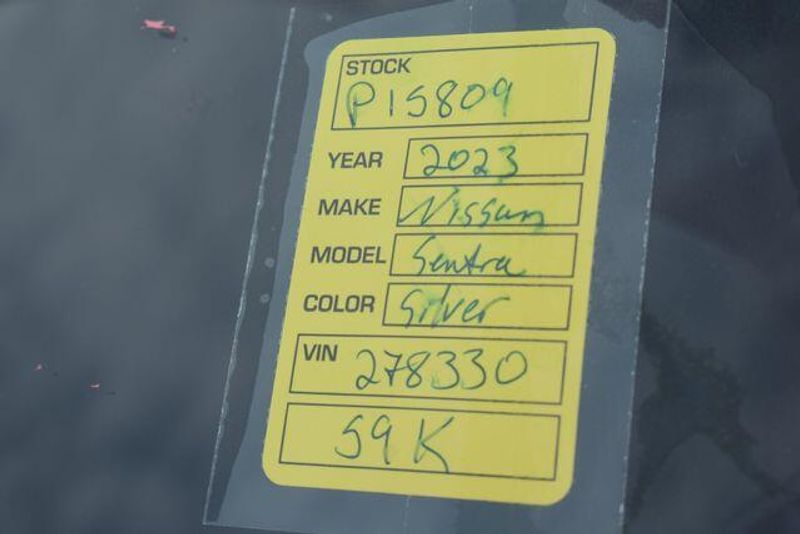 STOCK
P15809
YEAR 2023
MAKE Nissan
MODEL Sentra
COLOR Silver
VIN 278330
59K